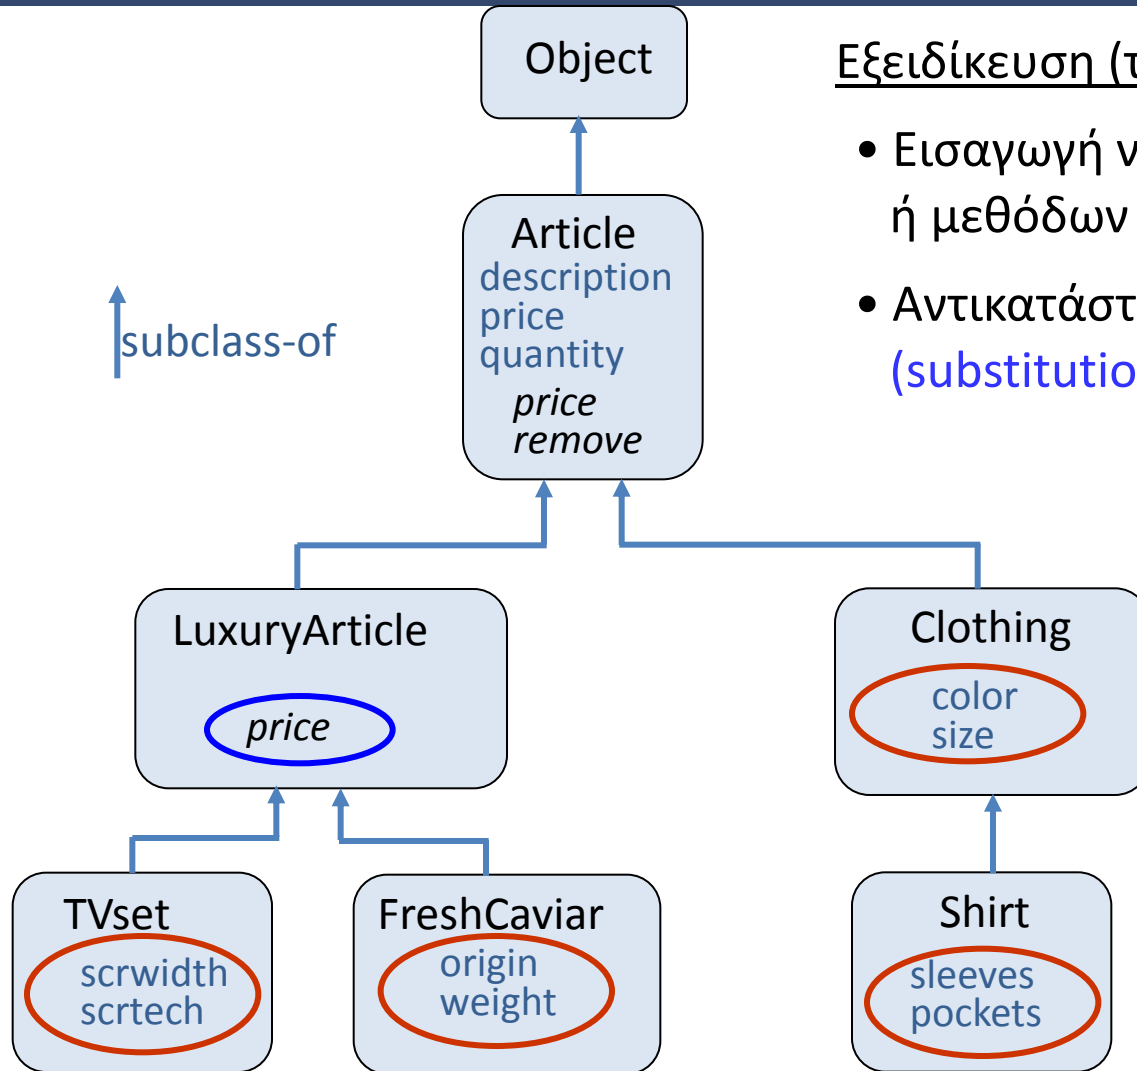 Object
Εξειδίκευση
• Εισαγωγή
ή μεθόδων
• 
(substitutio
Article
description
price
quantity
price
remove
subclass-of
LuxuryArticle
price
Clothing
color
size
TVset
scrwidth
scrtech
FreshCaviar
origin
weight
Shirt
sleeves
pockets